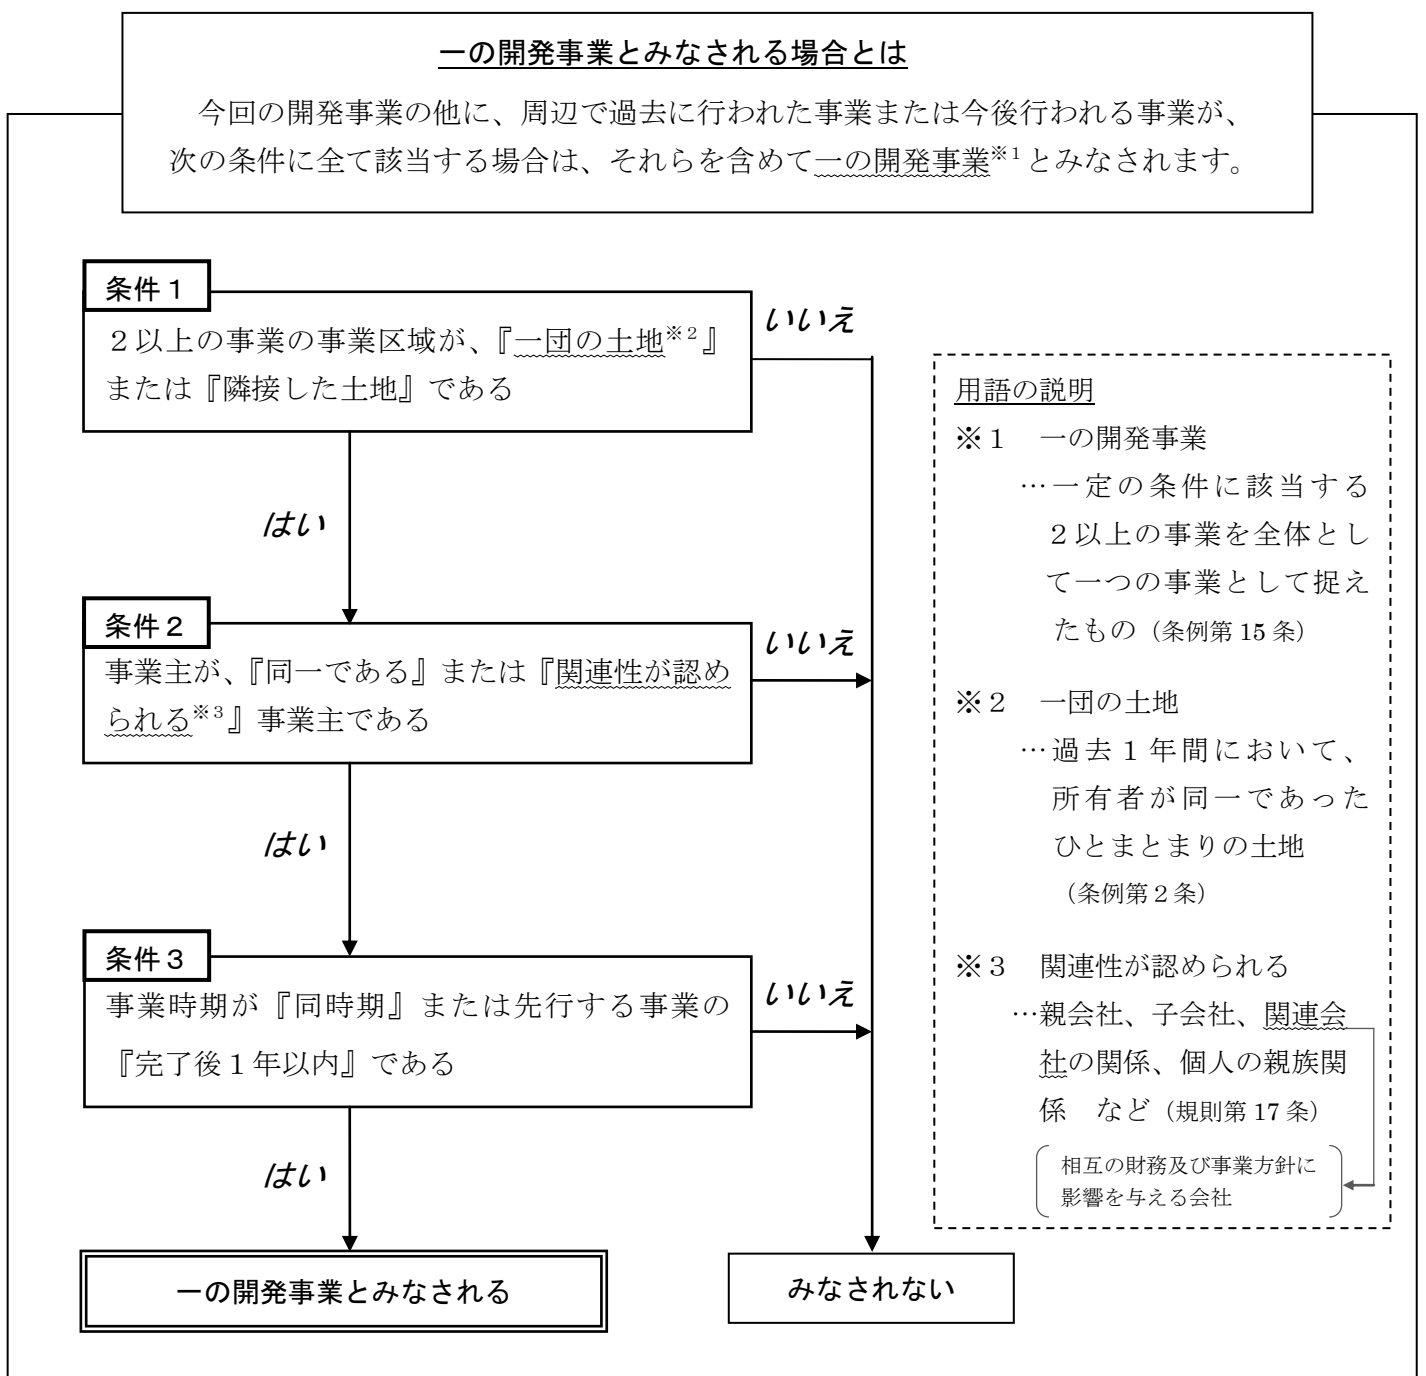 一の開発事業とみなされる場合とは
今回の開発事業の他に、周辺で過去に行われた事業または今後行われる事業が、
次の条件に全て該当する場合は、それらを含めて一の開発事業※1とみなされます。
条件１
２以上の事業の事業区域が、『一団の土地※2』
または『隣接した土地』である
いいえ
はい
条件２
事業主が、『同一である』または『関連性が認め
られる※3』事業主である
いいえ
はい
条件３
事業時期が『同時期』または先行する事業の
『完了後１年以内』である
いいえ
はい
一の開発事業とみなされる
みなされない
用語の説明
※１　一の開発事業
…一定の条件に該当する
２以上の事業を全体とし
て一つの事業として捉え
たもの（条例第 15 条）
※２　一団の土地
…過去１年間において、
所有者が同一であった
ひとまとまりの土地
（条例第２条）
※３　関連性が認められる
…親会社、子会社、関連会
社の関係、個人の親族関
係　など（規則第 17 条）
相互の財務及び事業方針に
影響を与える会社